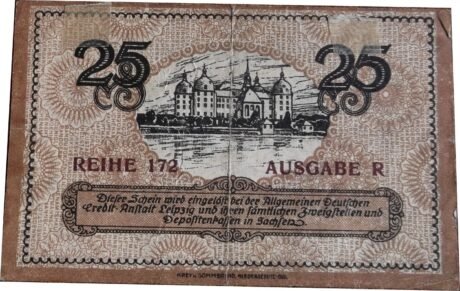 25 25
REIHE 172 AUSGABE R
Dieser Schein wird eingelöst bei der Allgemeinen Deutschen
Credit-Anstalt Leipzig und ihren sämtlichen Zweigstellen und
Depositenkassen in Sachsen.